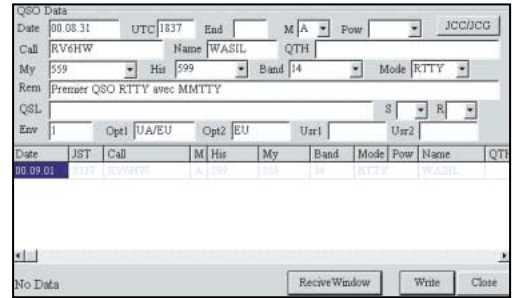 QSO Data
Date 00.08.31 UTC 1837 End M A Pow JCC/JCG
Call RV6HW Name WASIL QTH
My 559 His 599 Band 14 Mode RTTY
Rem Premier QSO RTTY avec MMTTY
QSL S R
Env 1 Opt1 UA/EU Opt2 EU Usr1 Usr2
Date JST Call M His My Band Mode Pow Name QTH
00.09.01 RV6HW A 599 559 14 RTTY WASIL
No Data ReciveWindow Write Close